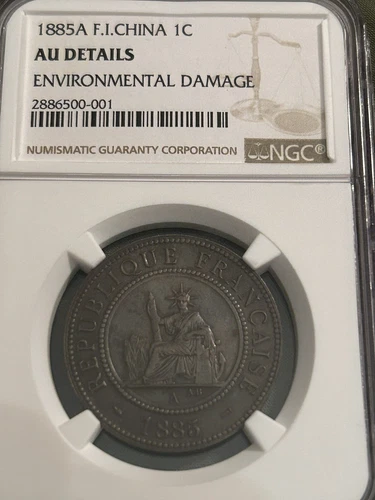 1885A F.I.CHINA 1C
AU DETAILS
ENVIRONMENTAL DAMAGE
2886500-001
NUMISMATIC GUARANTY CORPORATION
NGC®
REPUBLIQUE FRANÇAISE
A
1885